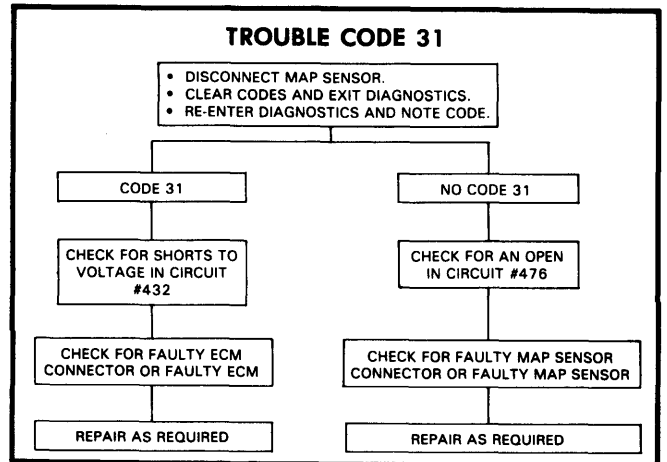 TROUBLE CODE 31
• DISCONNECT MAP SENSOR.
• CLEAR CODES AND EXIT DIAGNOSTICS.
• RE-ENTER DIAGNOSTICS AND NOTE CODE.
CODE 31
NO CODE 31
CHECK FOR SHORTS TO
VOLTAGE IN CIRCUIT
#432
CHECK FOR AN OPEN
IN CIRCUIT #476
CHECK FOR FAULTY ECM
CONNECTOR OR FAULTY ECM
CHECK FOR FAULTY MAP SENSOR
CONNECTOR OR FAULTY MAP SENSOR
REPAIR AS REQUIRED
REPAIR AS REQUIRED